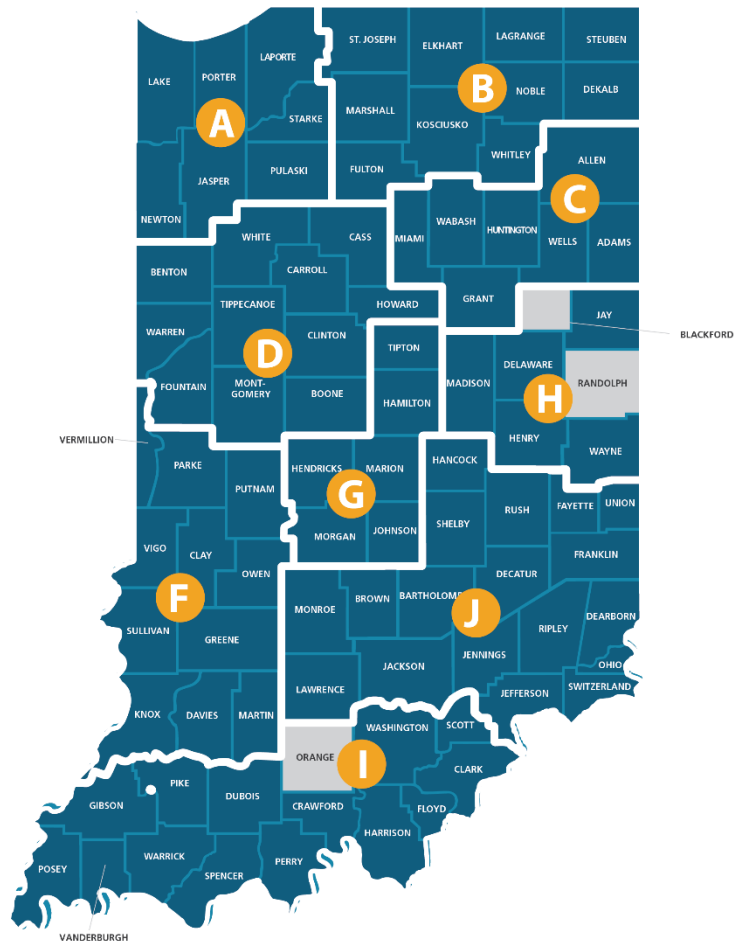 ST. JOSEPH
ELKHART
LAGRANGE
STEUBEN
LAPORTE
PORTER
LAKE
A
B
NOBLE
DEKALB
MARSHALL
STARKE
KOSCIUSKO
WHITLEY
ALLEN
JASPER
PULASKI
FULTON
C
NEWTON
WHITE
CASS
MIAMI
WABASH
HUNTINGTON
WELLS
ADAMS
BENTON
CARROLL
TIPPECANOE
HOWARD
GRANT
JAY
BLACKFORD
WARREN
CLINTON
D
TIPTON
MADISON
DELAWARE
RANDOLPH
FOUNTAIN
MONT-
GOMERY
BOONE
HAMILTON
H
HENRY
WAYNE
VERMILLION
PARKE
PUTNAM
HENDRICKS
MARION
G
HANCOCK
RUSH
FAYETTE
UNION
SHELBY
VIGO
CLAY
MORGAN
JOHNSON
FRANKLIN
OWEN
DECATUR
F
MONROE
BROWN
BARTHOLOME
J
DEARBORN
SULLIVAN
GREENE
RIPLEY
JENNINGS
JACKSON
OHIO
LAWRENCE
JEFFERSON
SWITZERLAND
KNOX
DAVIES
MARTIN
WASHINGTON
SCOTT
ORANGE
I
CLARK
PIKE
GIBSON
DUBOIS
CRAWFORD
FLOYD
HARRISON
POSEY
WARRICK
PERRY
SPENCER
VANDERBURGH